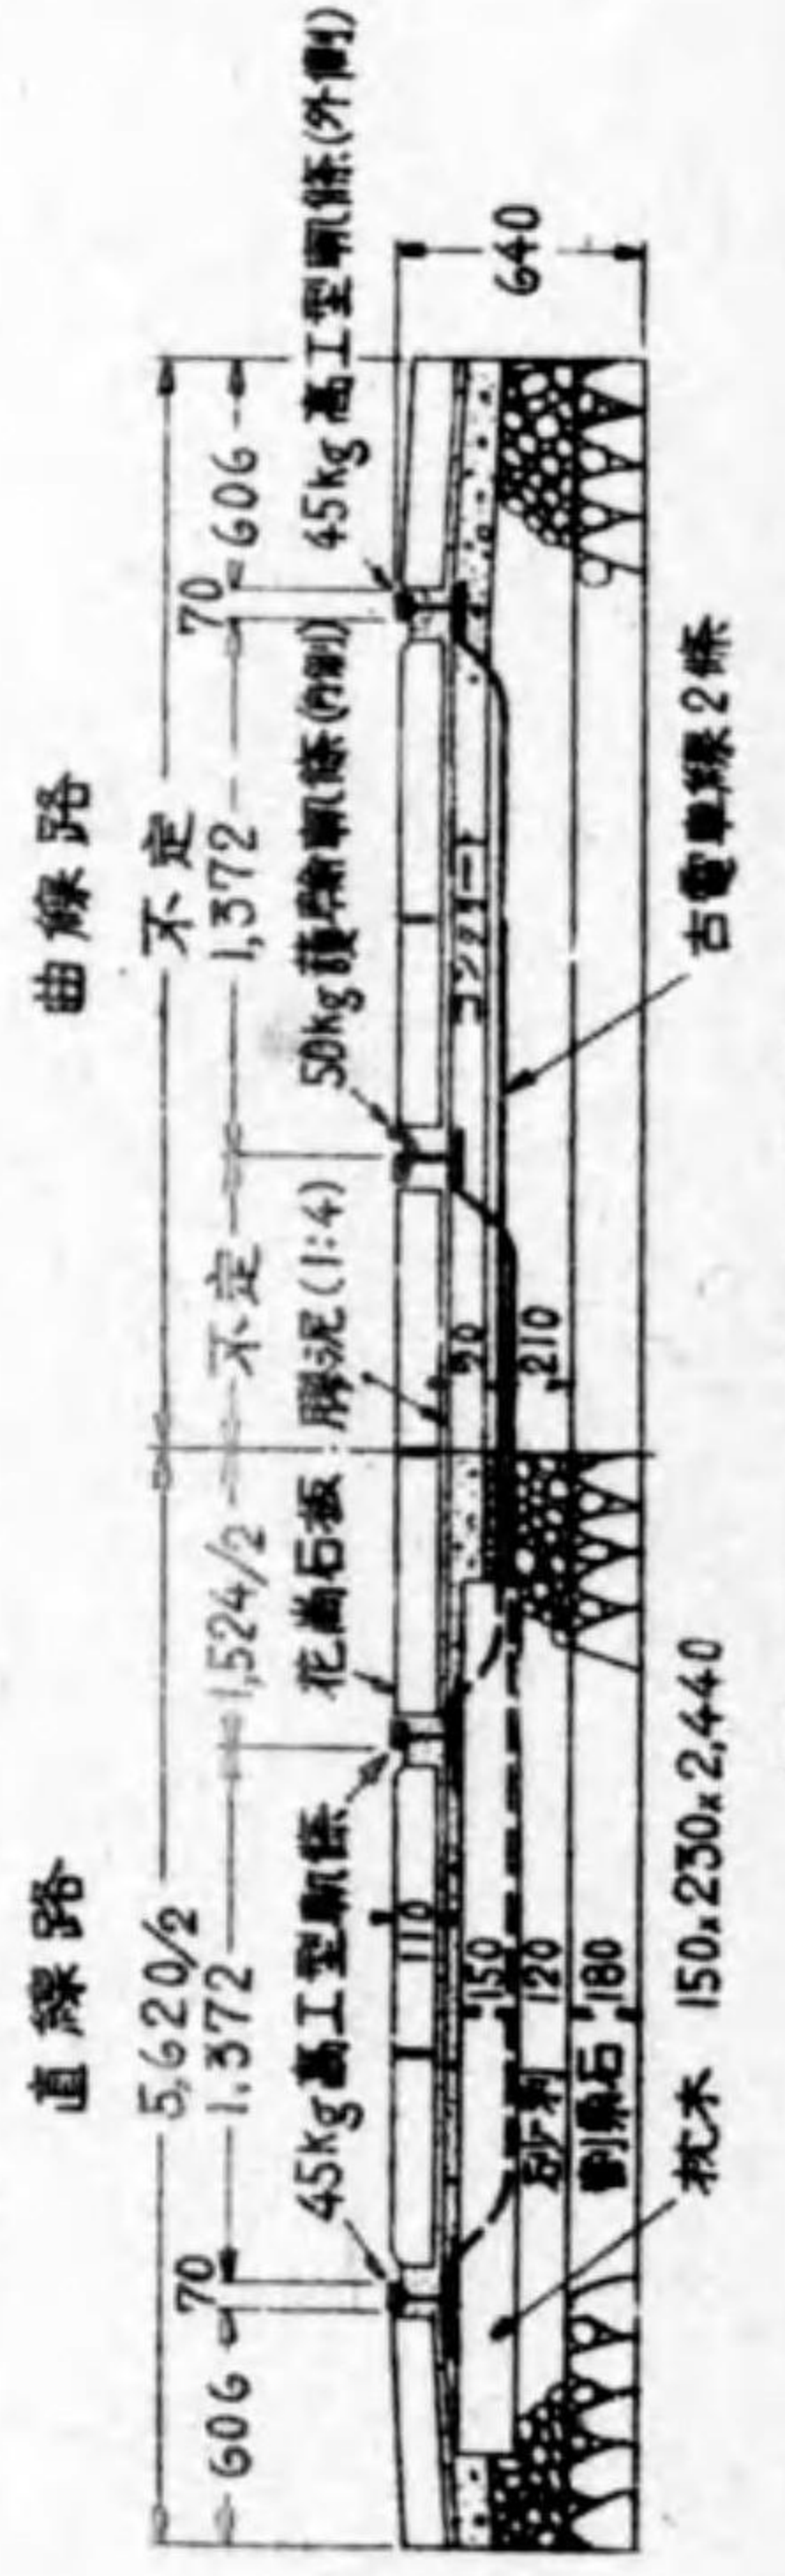 直線路
曲線路
5,620/2
不定
606
70
1,372
1,524/2
不定
1,372
70
606
45kg高工型軌條
花崗石板
膠泥(1:4)
50kg護輪軌條(內側)
45kg高工型軌條(外側)
110
150
120
180
砂利
割栗石
50
210
コンクリート
640
枕木 150x230x2,440
古電車線2條